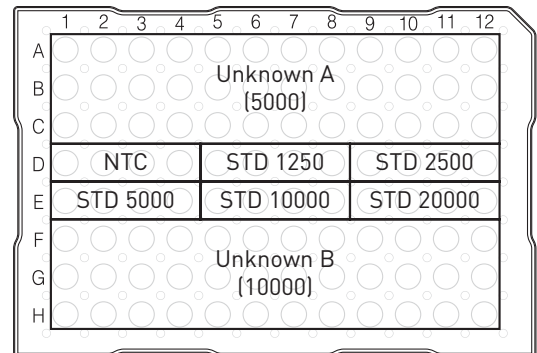 1 2 3 4 5 6 7 8 9 10 11 12
A
Unknown A
B
(5000)
C
D NTC STD 1250 STD 2500
E STD 5000 STD 10000 STD 20000
F
Unknown B
G
(10000)
H